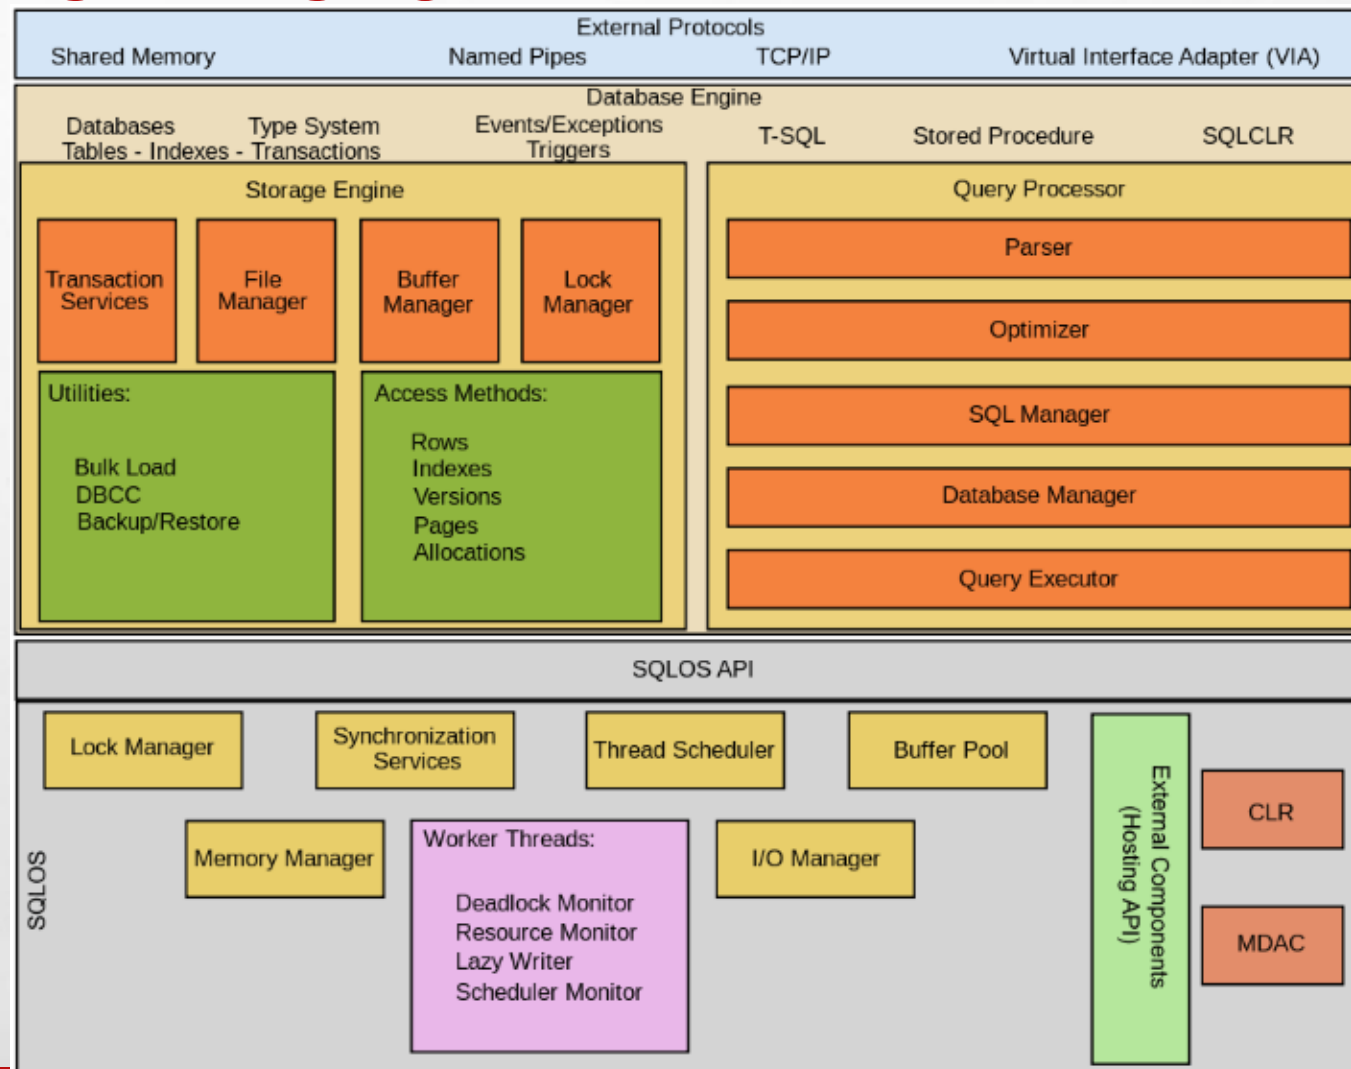 External Protocols
Shared Memory Named Pipes TCP/IP Virtual Interface Adapter (VIA)
Database Engine
Databases Type System Events/Exceptions T-SQL Stored Procedure SQLCLR
Tables - Indexes - Transactions Triggers
Storage Engine
Transaction
Services
File
Manager
Buffer
Manager
Lock
Manager
Utilities:
Bulk Load
DBCC
Backup/Restore
Access Methods:
Rows
Indexes
Versions
Pages
Allocations
Query Processor
Parser
Optimizer
SQL Manager
Database Manager
Query Executor
SQLOS API
SQLOS
Lock Manager
Synchronization
Services
Thread Scheduler
Buffer Pool
Memory Manager
Worker Threads:
Deadlock Monitor
Resource Monitor
Lazy Writer
Scheduler Monitor
I/O Manager
External Components
(Hosting API)
CLR
MDAC